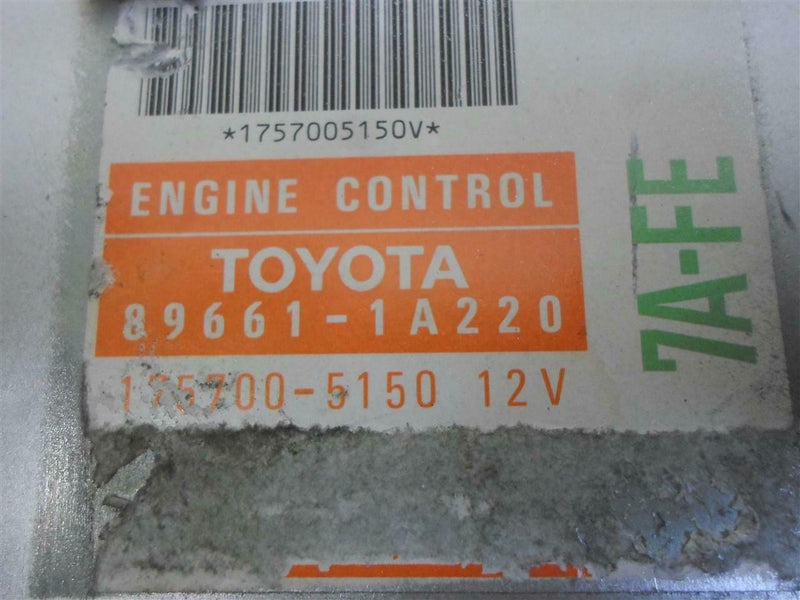 *1757005150V*
ENGINE CONTROL
TOYOTA
89661-1A220
175700-5150 12V
7A-FE